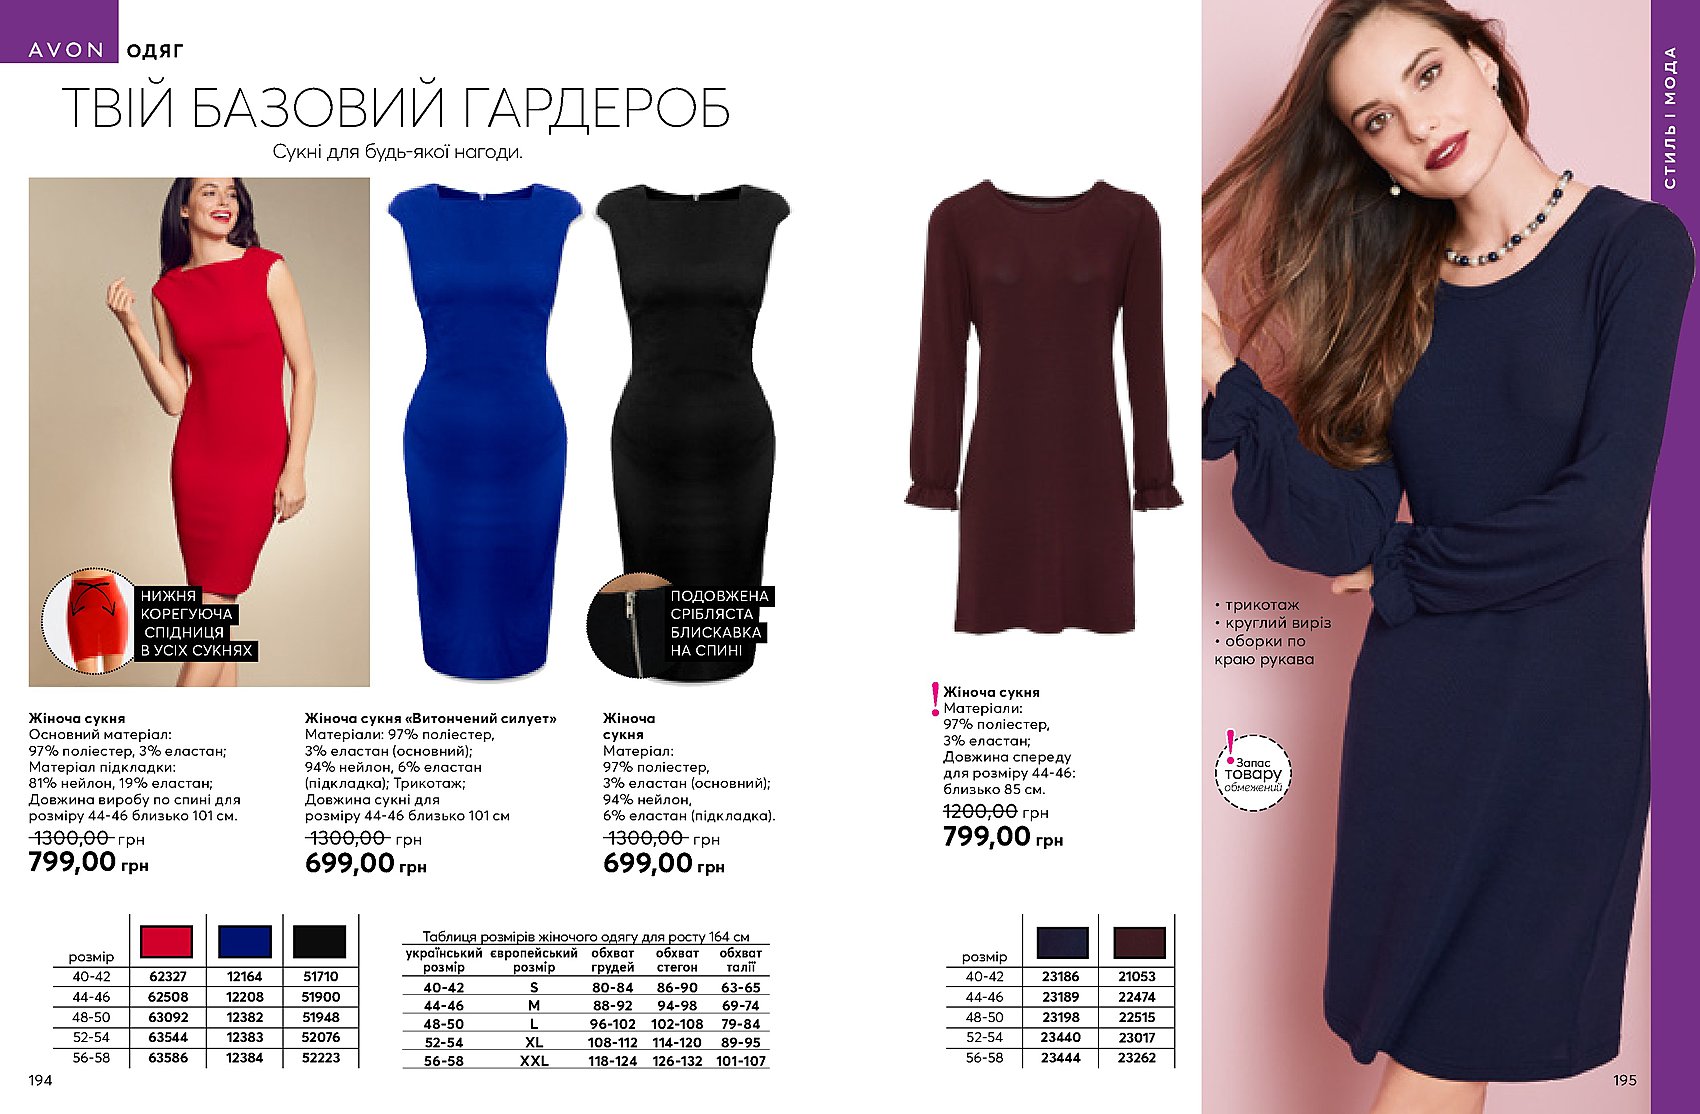 AVON ОДЯГ
ТВІЙ БАЗОВИЙ ГАРДЕРОБ
Сукні для будь-якої нагоди.
НИЖНЯ
КОРЕГУЮЧА
СПІДНИЦЯ
В УСІХ СУКНЯХ
ПОДОВЖЕНА
СРІБЛЯСТА
БЛИСКАВКА
НА СПИНІ
Жіноча сукня
Основний матеріал:
97% поліестер, 3% еластан;
Матеріал підкладки:
81% нейлон, 19% еластан;
Довжина виробу по спині для
розміру 44-46 близько 101 см.
1300,00 грн
799,00 грн
Жіноча сукня «Витончений силует»
Матеріали: 97% поліестер,
3% еластан (основний);
94% нейлон, 6% еластан
(підкладка); Трикотаж;
Довжина сукні для
розміру 44-46 близько 101 см
1300,00 грн
699,00 грн
Жіноча
сукня
Матеріал:
97% поліестер,
3% еластан (основний);
94% нейлон,
6% еластан (підкладка).
1300,00 грн
699,00 грн
розмір
40-42 62327 12164 51710
44-46 62508 12208 51900
48-50 63092 12382 51948
52-54 63544 12383 52076
56-58 63586 12384 52223
Таблиця розмірів жіночого одягу для росту 164 см
український європейський обхват обхват обхват
розмір розмір грудей стегон талії
40-42 S 80-84 86-90 63-65
44-46 M 88-92 94-98 69-74
48-50 L 96-102 102-108 79-84
52-54 XL 108-112 114-120 89-95
56-58 XXL 118-124 126-132 101-107
194
! Жіноча сукня
Матеріали:
97% поліестер,
3% еластан;
Довжина спереду
для розміру 44-46:
близько 85 см.
1200,00 грн
799,00 грн
розмір
40-42 23186 21053
44-46 23189 22474
48-50 23198 22515
52-54 23440 23017
56-58 23444 23262
• трикотаж
• круглий виріз
• оборки по
краю рукава
! Запас
товару
обмежений
СТИЛЬ І МОДА
195